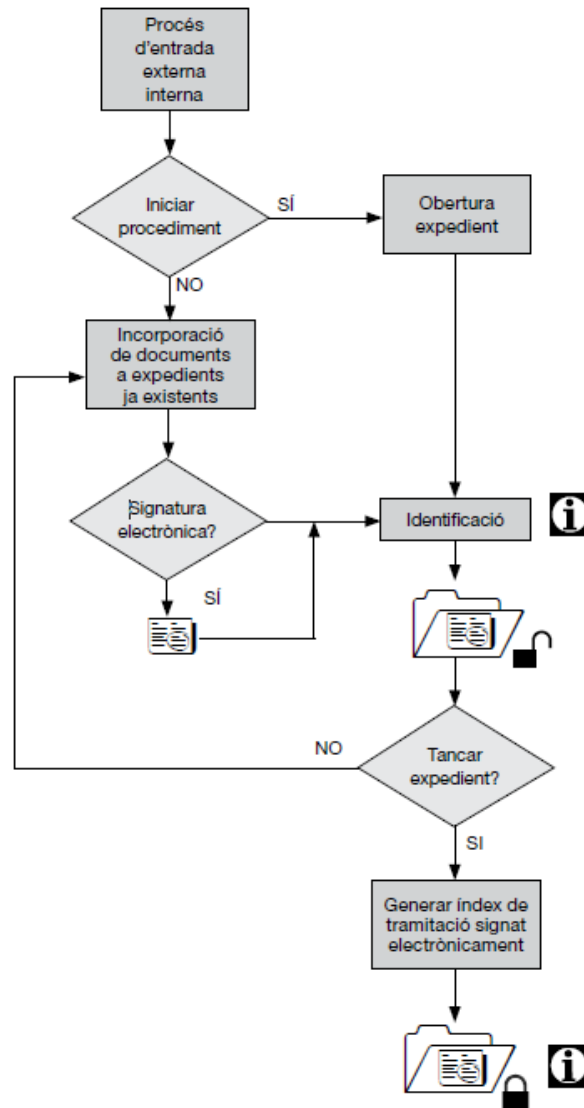 Procés
d'entrada
externa
interna
Iniciar
procediment
SÍ
Obertura
expedient
NO
Incorporació
de documents
a expedients
ja existents
Signatura
electrònica?
Identificació
i
SÍ
NO
Tancar
expedient?
SI
Generar índex de
tramitació signat
electrònicament
i